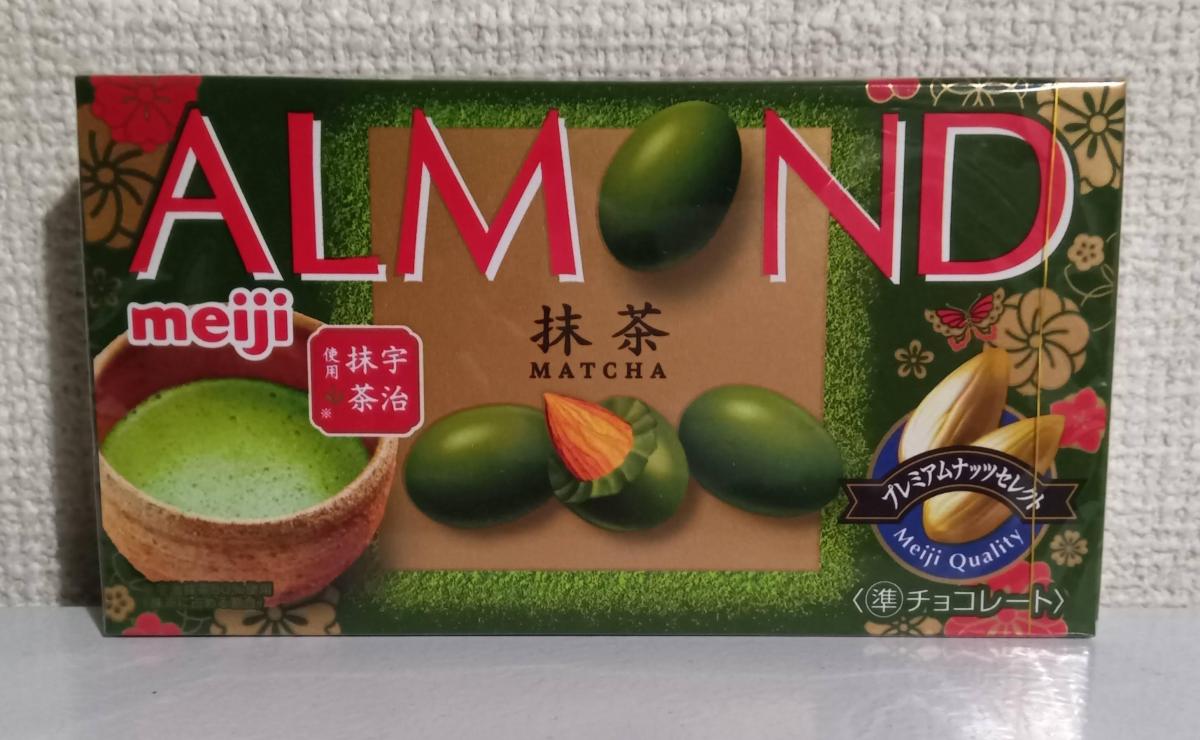 ALMOND
meiji
宇治
抹茶
使用
※
抹茶
MATCHA
プレミアムナッツセレクト
Meiji Quality
〈準チョコレート〉